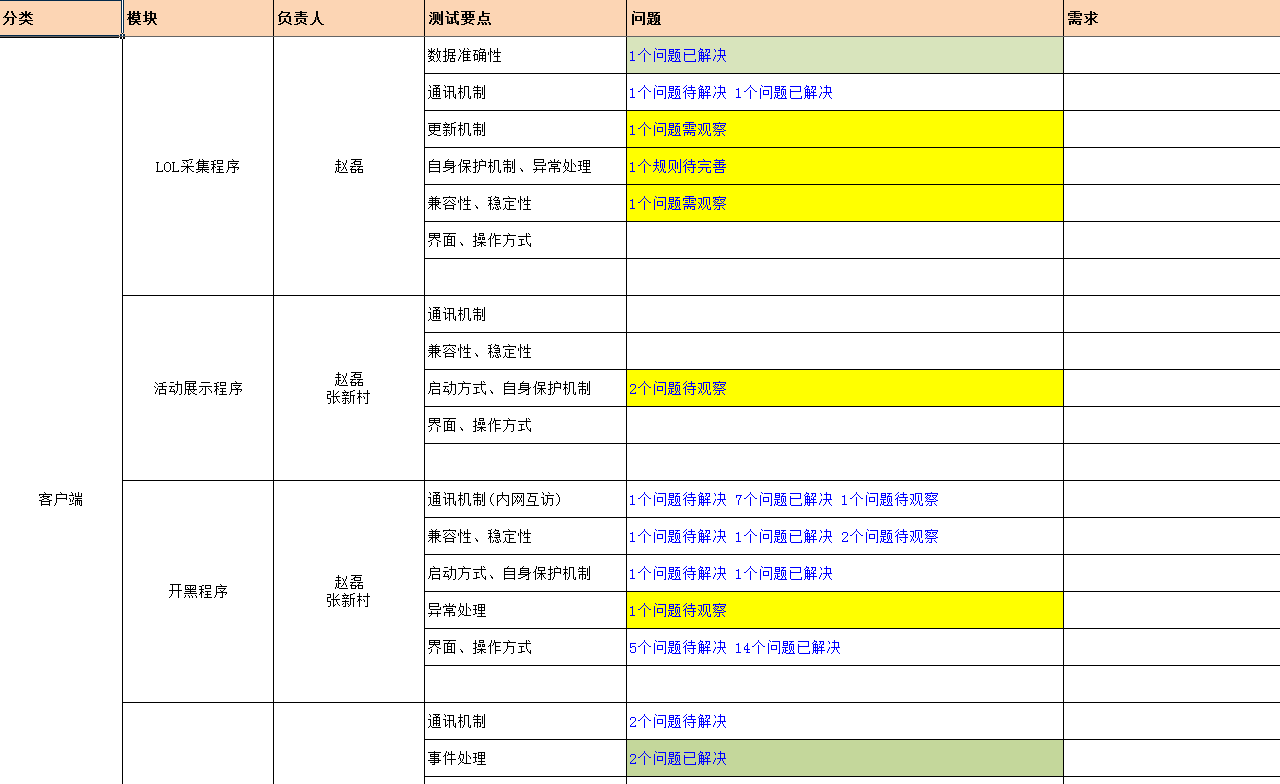 分类 模块 负责人 测试要点 问题 需求
数据准确性 1个问题已解决
通讯机制 1个问题待解决 1个问题已解决
更新机制 1个问题需观察
LOL采集程序 赵磊 自身保护机制、异常处理 1个规则待完善
兼容性、稳定性 1个问题需观察
界面、操作方式
通讯机制
兼容性、稳定性
活动展示程序 赵磊 启动方式、自身保护机制 2个问题待观察
张新村
界面、操作方式
客户端 通讯机制(内网互访) 1个问题待解决 7个问题已解决 1个问题待观察
兼容性、稳定性 1个问题待解决 1个问题已解决 2个问题待观察
启动方式、自身保护机制 1个问题待解决 1个问题已解决
开黑程序 赵磊
张新村
异常处理 1个问题待观察
界面、操作方式 5个问题待解决 14个问题已解决
通讯机制 2个问题待解决
事件处理 2个问题已解决